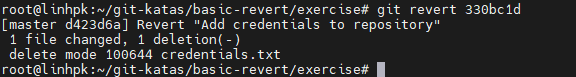 root@linhpk:~/git-katas/basic-revert/exercise# git revert 330bc1d
[master d423d6a] Revert "Add credentials to repository"
 1 file changed, 1 deletion(-)
 delete mode 100644 credentials.txt
root@linhpk:~/git-katas/basic-revert/exercise#